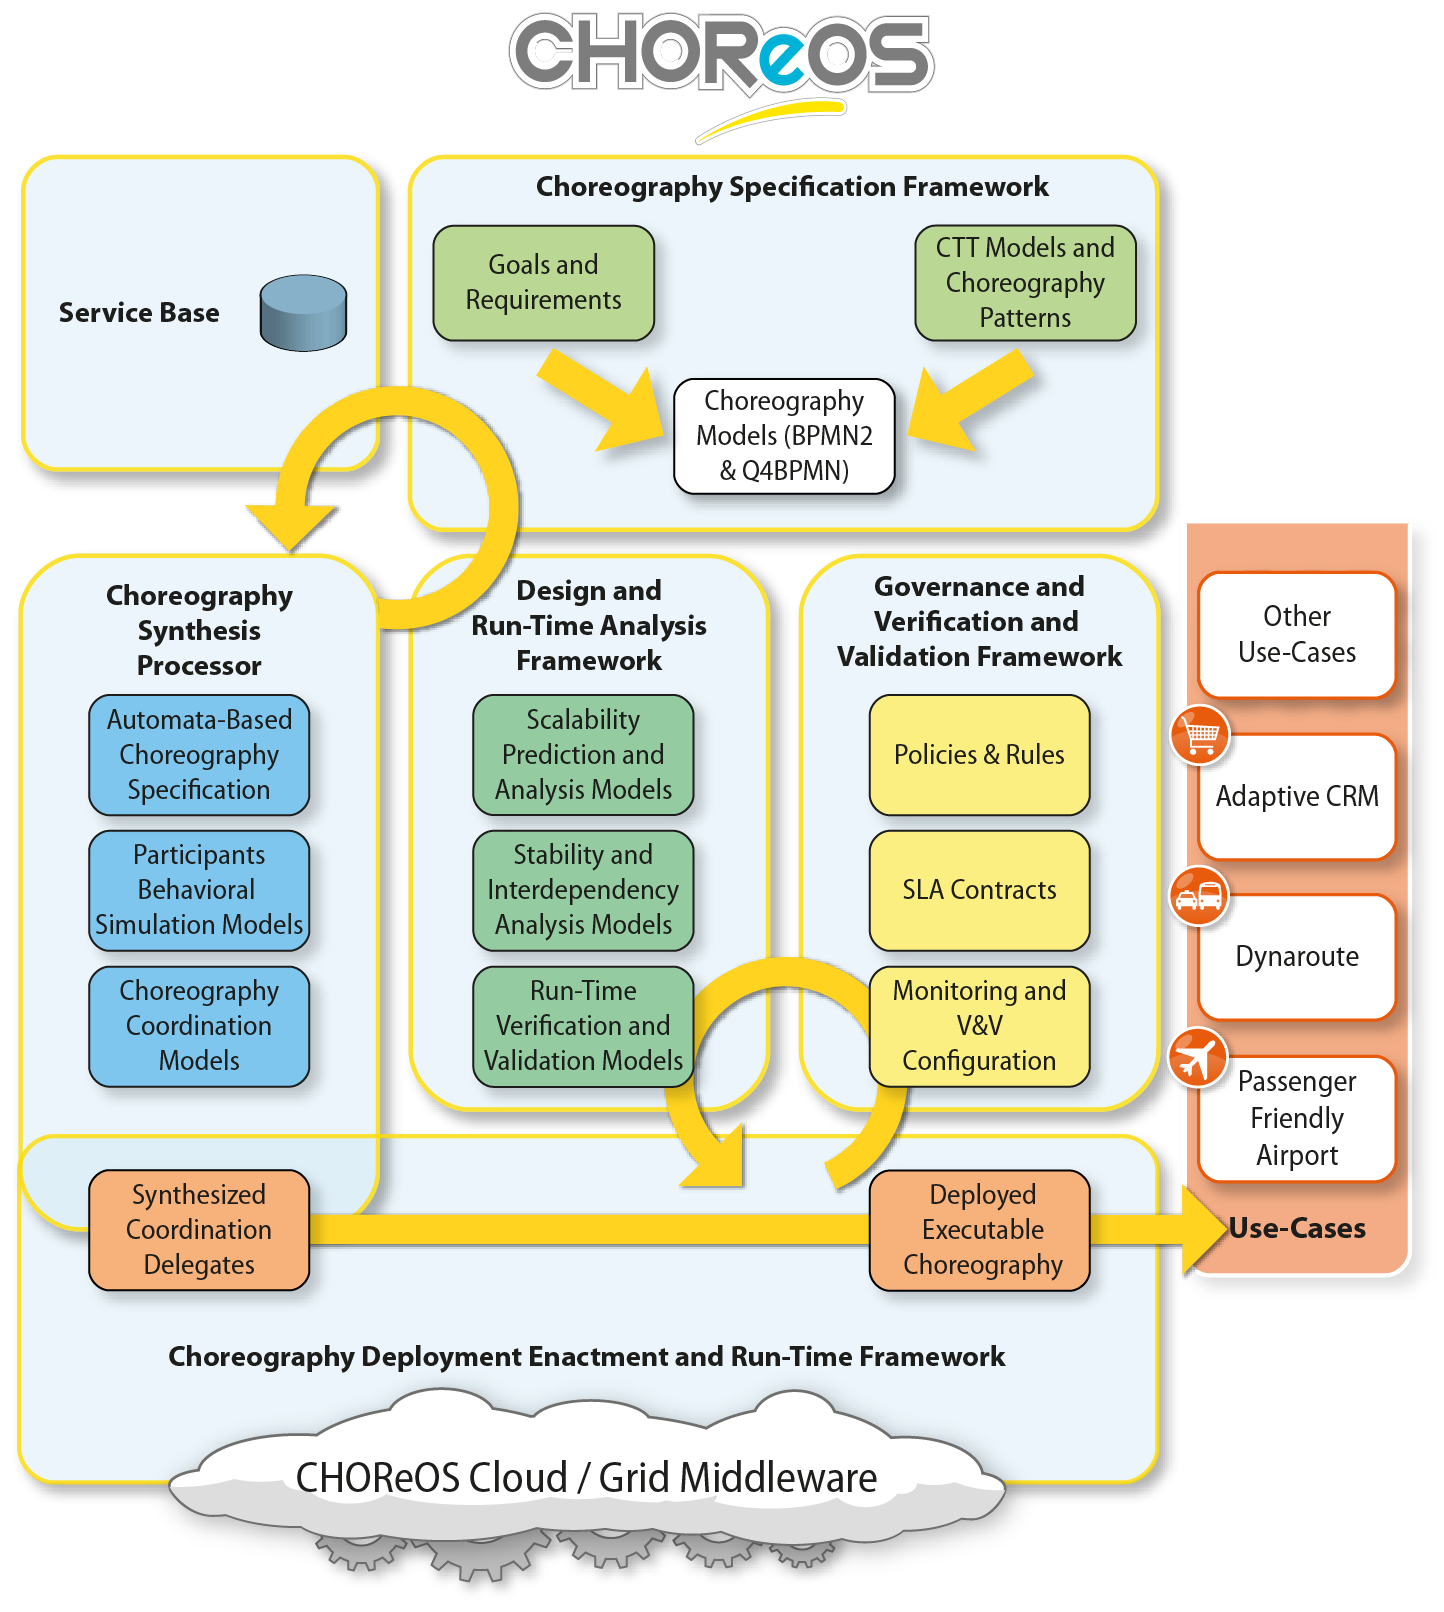 CHOReOS
Service Base
Choreography Specification Framework
Goals and
Requirements
CTT Models and
Choreography
Patterns
Choreography
Models (BPMN2
& Q4BPMN)
Choreography
Synthesis
Processor
Automata-Based
Choreography
Specification
Participants
Behavioral
Simulation Models
Choreography
Coordination
Models
Design and
Run-Time Analysis
Framework
Scalability
Prediction and
Analysis Models
Stability and
Interdependency
Analysis Models
Run-Time
Verification and
Validation Models
Governance and
Verification and
Validation Framework
Policies & Rules
SLA Contracts
Monitoring and
V&V
Configuration
Other
Use-Cases
Adaptive CRM
Dynaroute
Passenger
Friendly
Airport
Use-Cases
Synthesized
Coordination
Delegates
Deployed
Executable
Choreography
Choreography Deployment Enactment and Run-Time Framework
CHOReOS Cloud / Grid Middleware